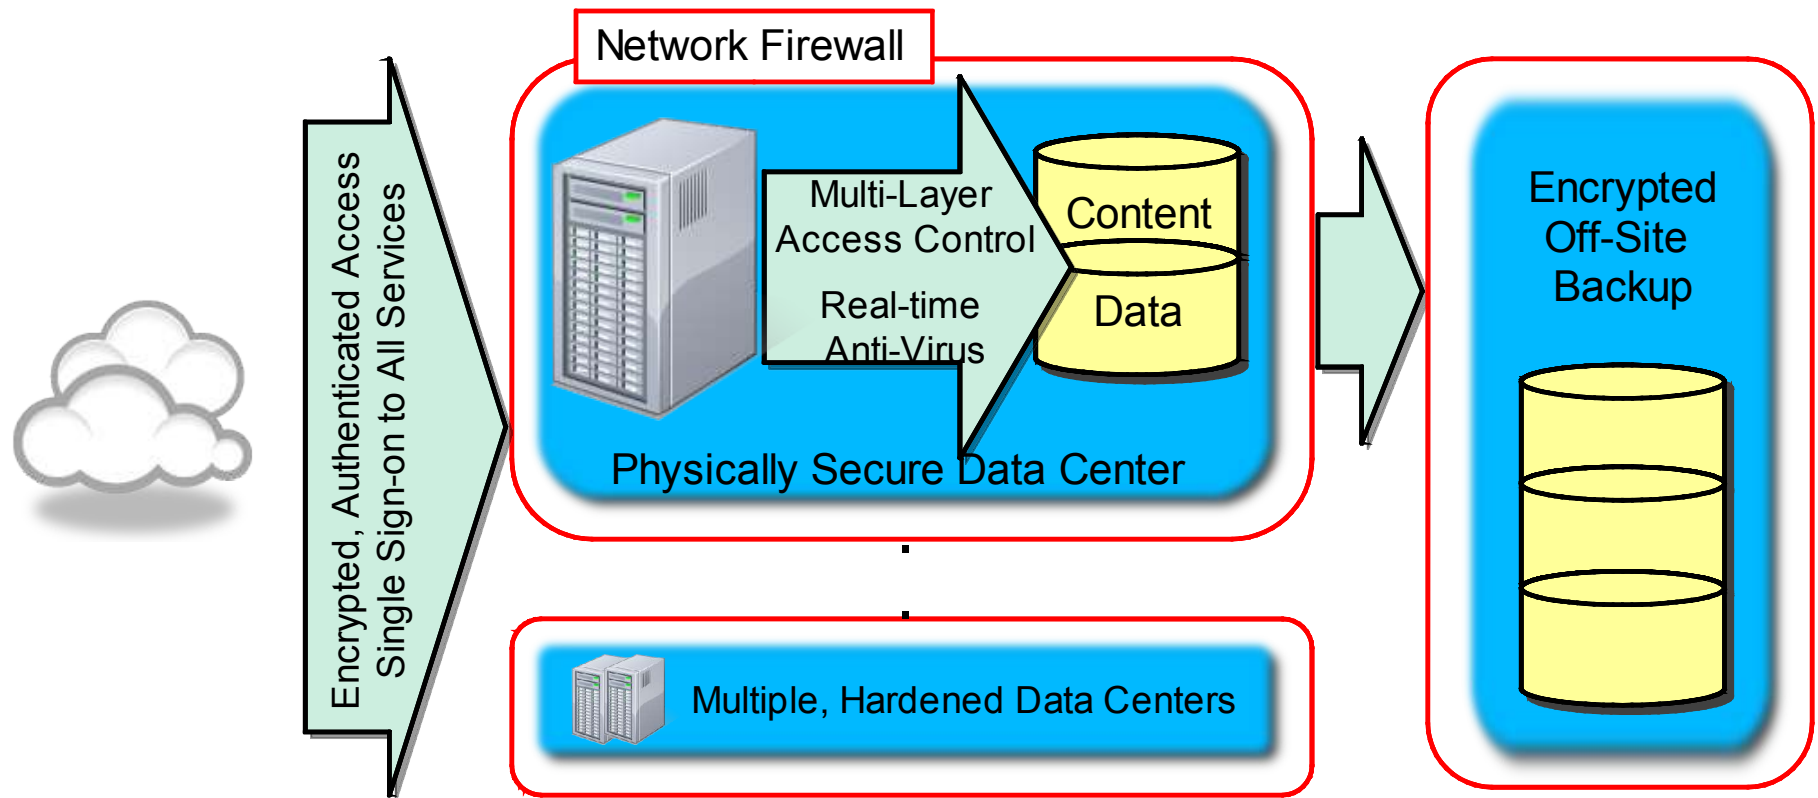 Network Firewall
Encrypted, Authenticated Access
Single Sign-on to All Services
Multi-Layer
Access Control
Real-time
Anti-Virus
Content
Data
Physically Secure Data Center
Encrypted
Off-Site
Backup
Multiple, Hardened Data Centers